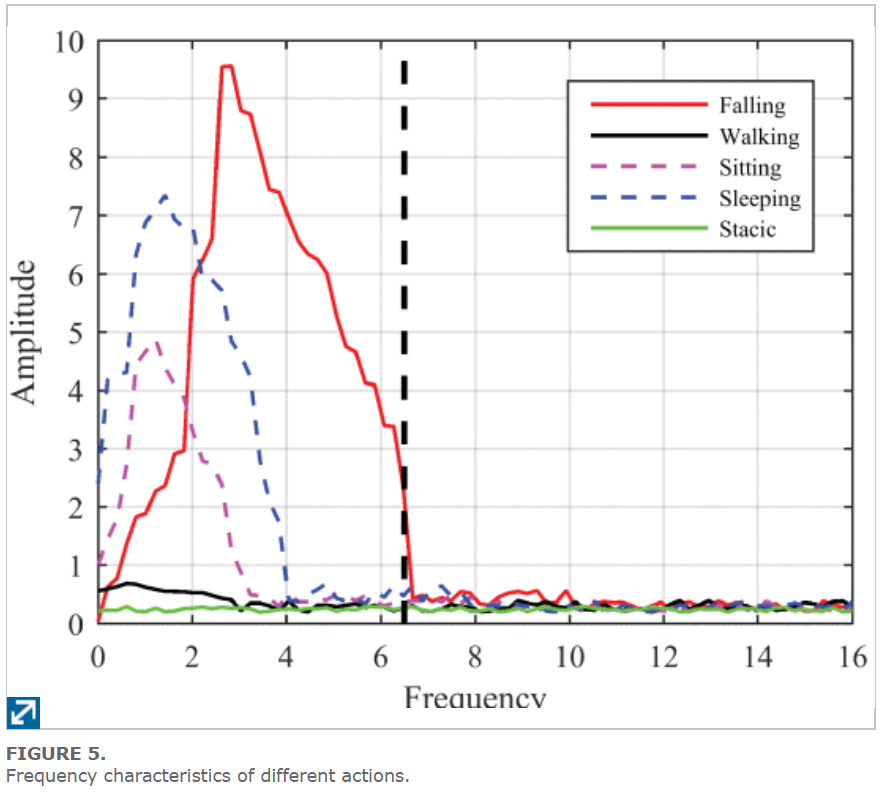 10
9
8
7
6
5
4
3
2
1
0
Amplitude
Falling
Walking
Sitting
Sleeping
Stacic
0 2 4 6 8 10 12 14 16
Frequency
FIGURE 5.
Frequency characteristics of different actions.